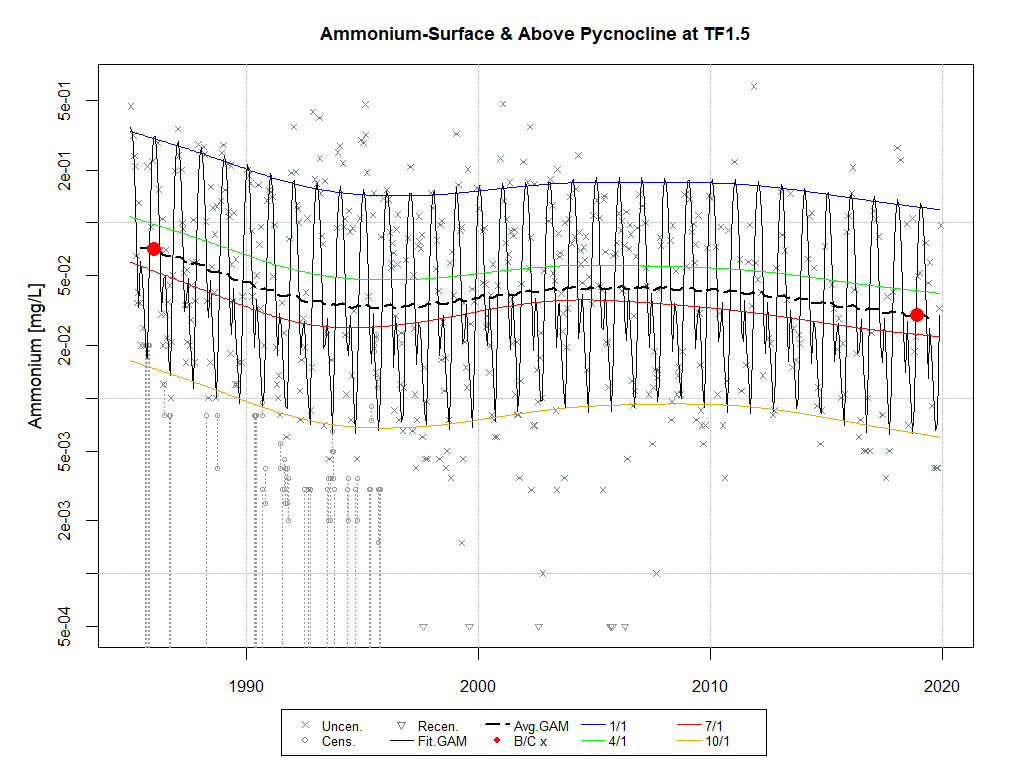 Ammonium-Surface & Above Pycnocline at TF1.5
Ammonium [mg/L]
5e-01
2e-01
5e-02
2e-02
5e-03
2e-03
5e-04
1990 2000 2010 2020
Uncen. Recen. Avg.GAM 1/1 7/1
Cens. Fit.GAM B/C x 4/1 10/1